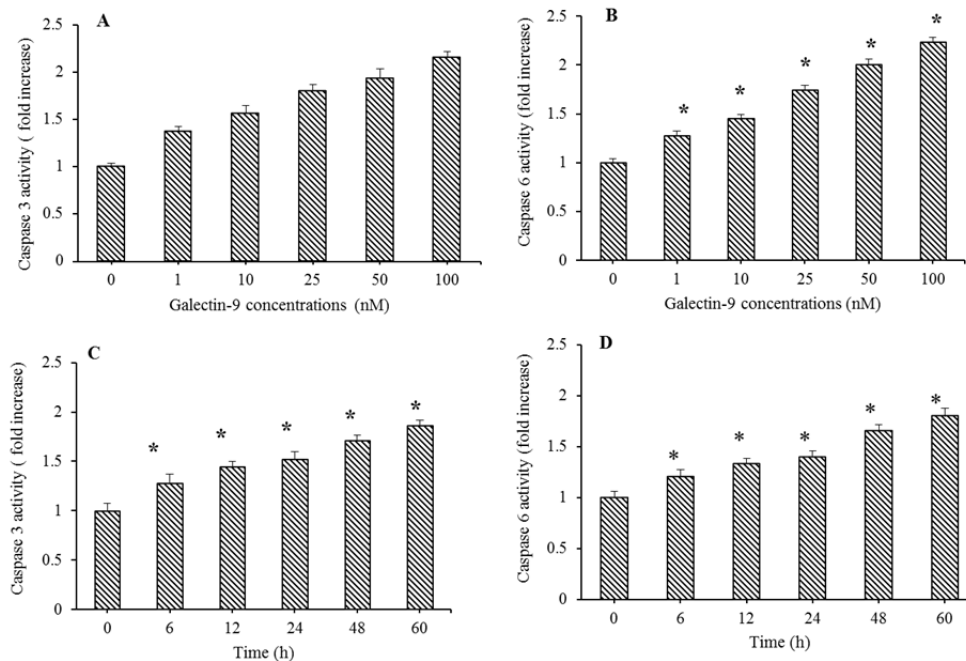 A
Caspase 3 activity ( fold increase)
2.5
2
1.5
1
0.5
0
0 1 10 25 50 100
Galectin-9 concentrations (nM)
B
Caspase 6 activity (fold increase)
2.5
2
1.5
1
0.5
0
* * * * *
0 1 10 25 50 100
Galectin-9 concentrations (nM)
C
Caspase 3 activity ( fold increase)
2.5
2
1.5
1
0.5
0
* * * * *
0 6 12 24 48 60
Time (h)
D
Caspase 6 activity (fold increase)
2.5
2
1.5
1
0.5
0
* * * * *
0 6 12 24 48 60
Time (h)